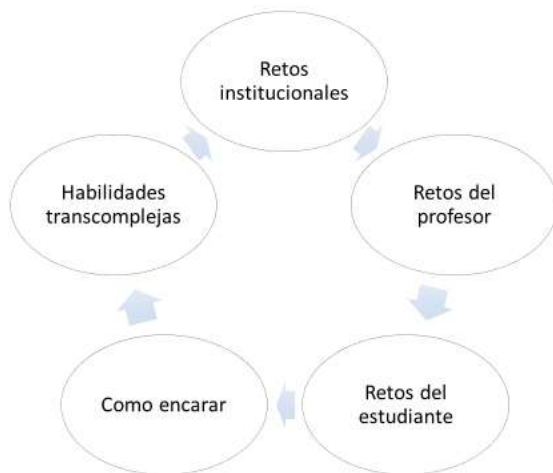 Retos
institucionales
Retos del
profesor
Retos del
estudiante
Como encarar
Habilidades
transcomplejas